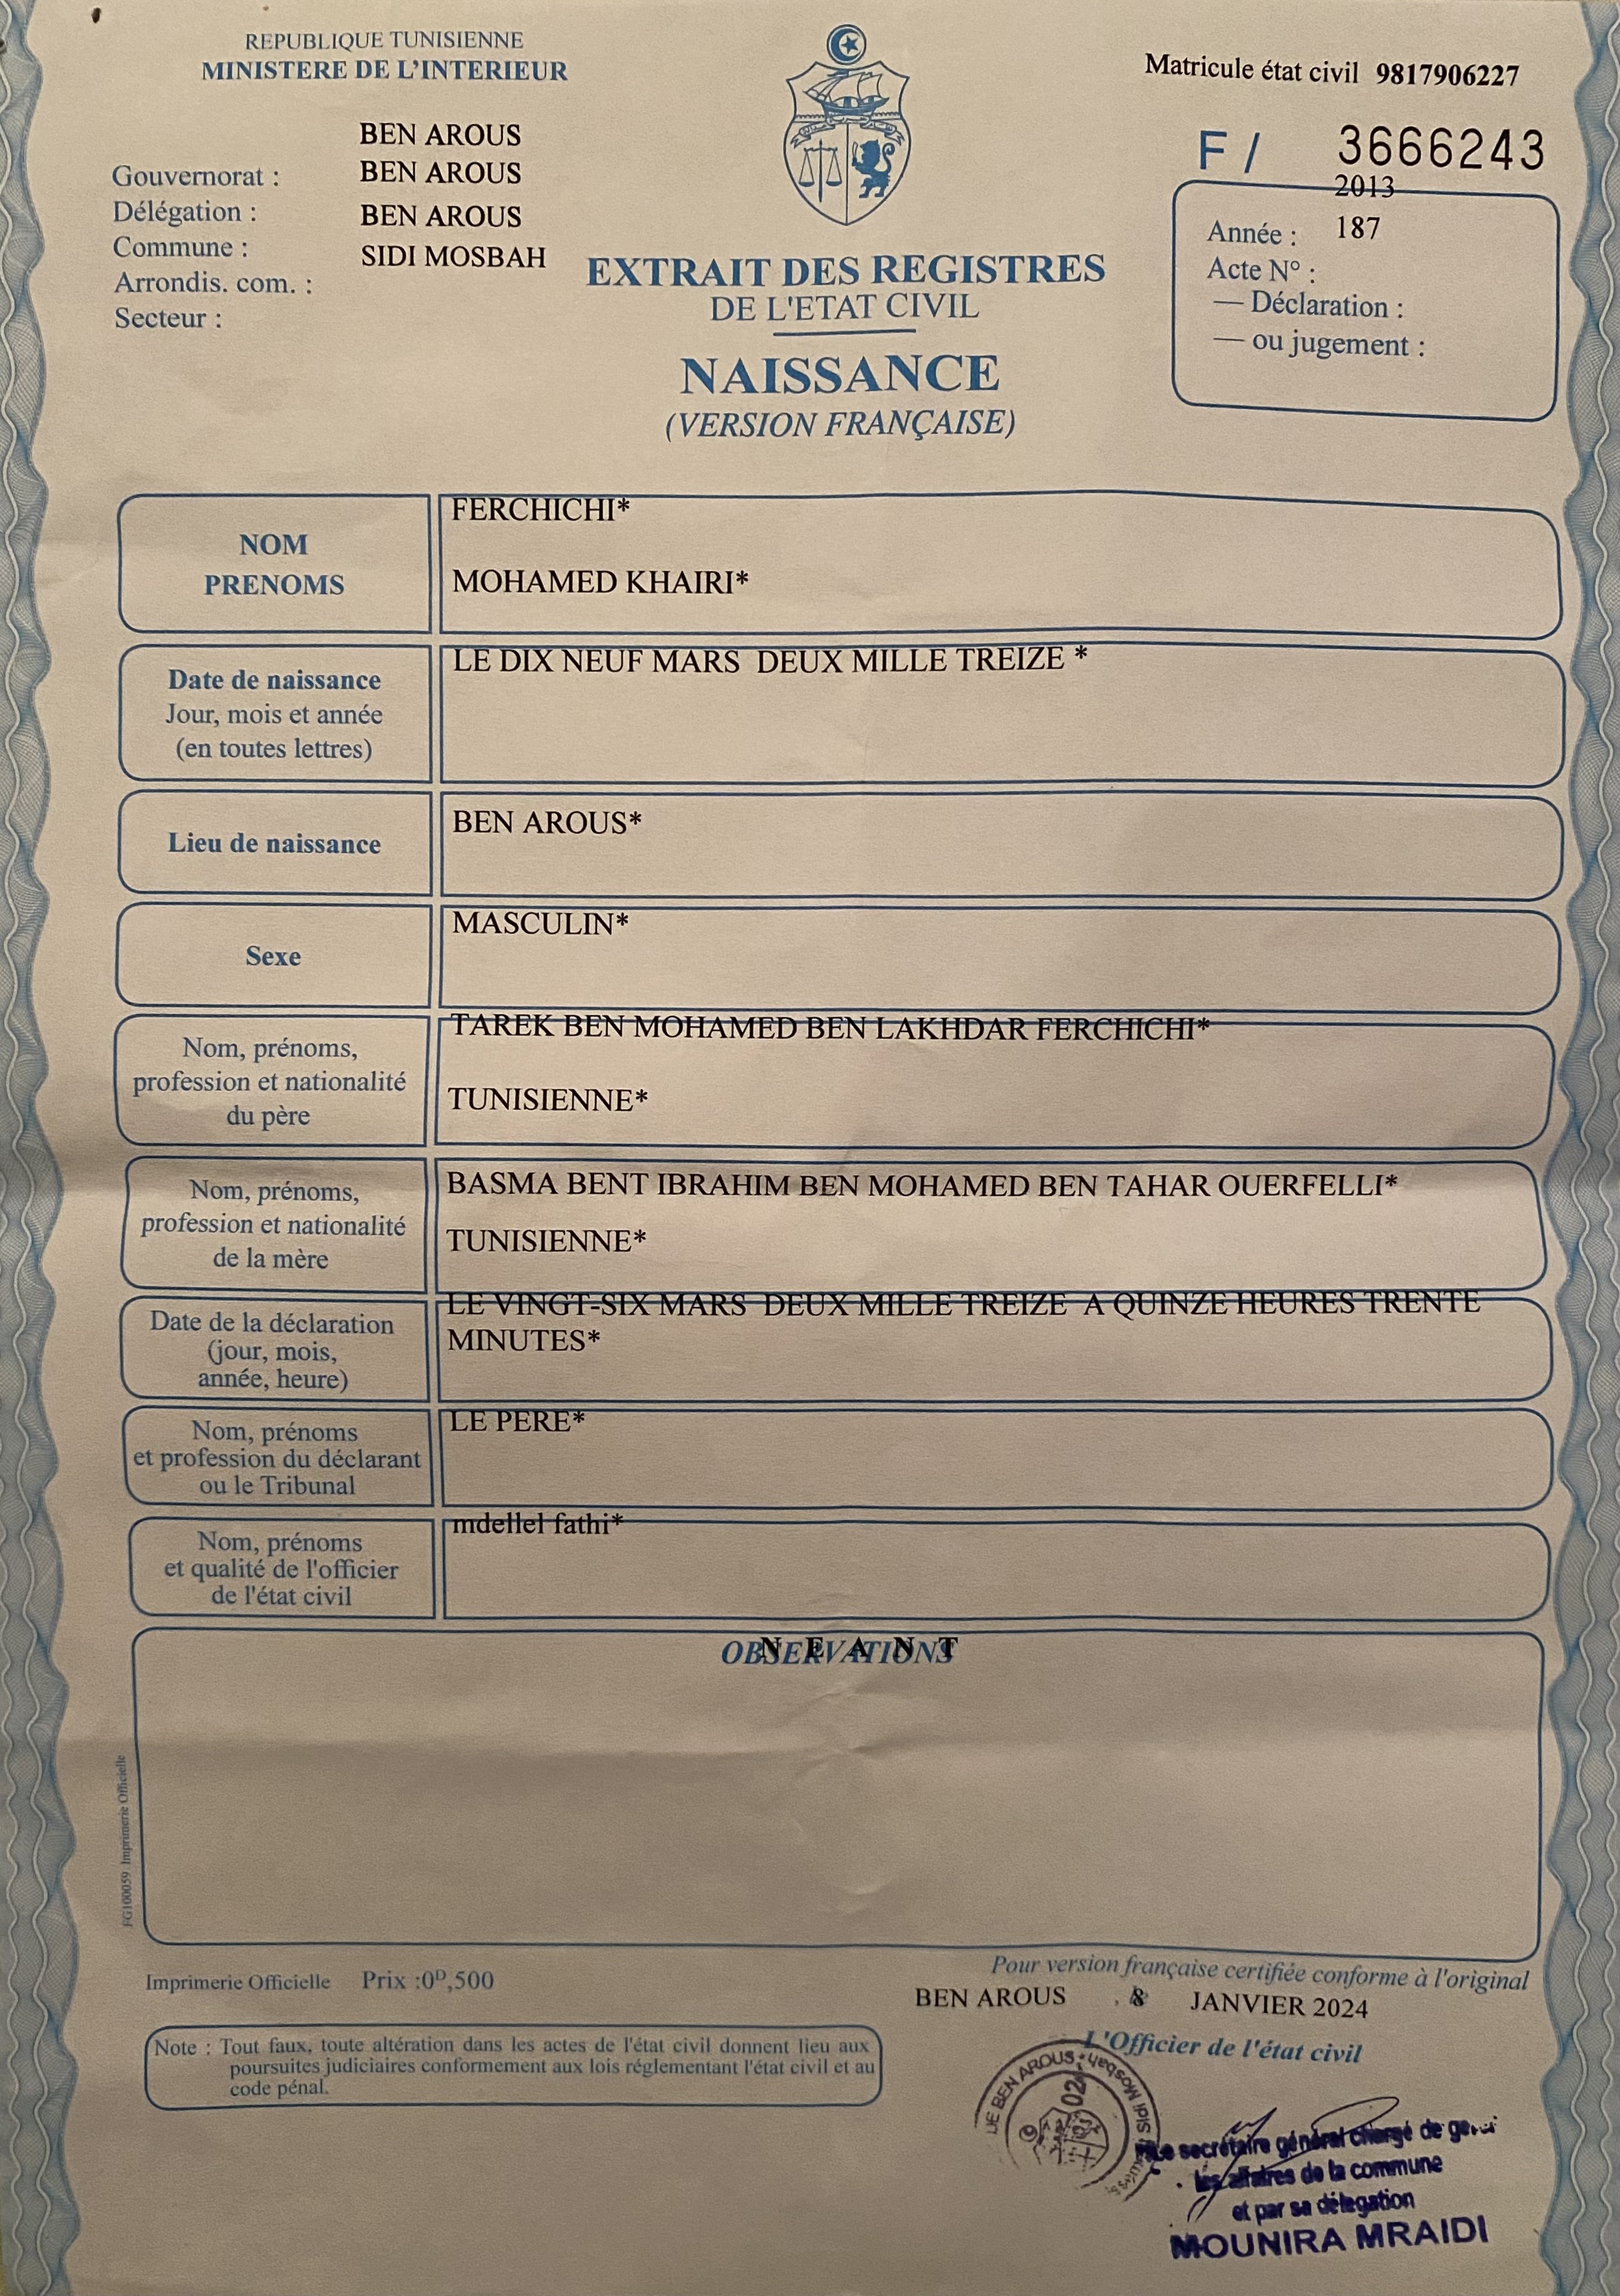 REPUBLIQUE TUNISIENNE
MINISTERE DE L'INTERIEUR
Matricule état civil 9817906227
F / 3666243
BEN AROUS
Gouvernorat : BEN AROUS
Délégation : BEN AROUS
Commune : SIDI MOSBAH
Arrondis. com. :
Secteur :
2013
Année : 187
Acte N° :
— Déclaration :
— ou jugement :
EXTRAIT DES REGISTRES
DE L'ETAT CIVIL
NAISSANCE
(VERSION FRANÇAISE)
NOM
PRENOMS
FERCHICHI*
MOHAMED KHAIRI*
Date de naissance
Jour, mois et année
(en toutes lettres)
LE DIX NEUF MARS DEUX MILLE TREIZE *
Lieu de naissance
BEN AROUS*
Sexe
MASCULIN*
Nom, prénoms,
profession et nationalité
du père
TAREK BEN MOHAMED BEN LAKHDAR FERCHICHI*
TUNISIENNE*
Nom, prénoms,
profession et nationalité
de la mère
BASMA BENT IBRAHIM BEN MOHAMED BEN TAHAR OUERFELLI*
TUNISIENNE*
Date de la déclaration
(jour, mois,
année, heure)
LE VINGT-SIX MARS DEUX MILLE TREIZE A QUINZE HEURES TRENTE
MINUTES*
Nom, prénoms
et profession du déclarant
ou le Tribunal
LE PERE*
Nom, prénoms
et qualité de l'officier
de l'état civil
mdellel fathi*
OBSERVATIONS
N E A N T
FG100059 Imprimerie Officielle
Imprimerie Officielle Prix :0D,500
Pour version française certifiée conforme à l'original
BEN AROUS 8 JANVIER 2024
L'Officier de l'état civil
Note : Tout faux, toute altération dans les actes de l'état civil donnent lieu aux
poursuites judiciaires conformement aux lois réglementant l'état civil et au
code pénal.
DE BEN AROUS * Sidi Mosbah
Le secrétaire général chargé de
les affaires de la commune
et par sa délegation
MOUNIRA MRAIDI